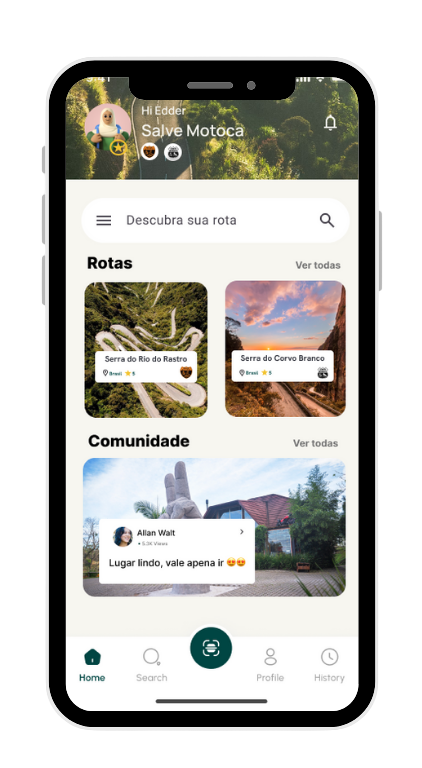 Hi Edder
Salve Motoca
Descubra sua rota
Rotas
Ver todas
Serra do Rio do Rastro
Brasil 5
Serra do Corvo Branco
Brasil 5
Comunidade
Ver todas
Allan Walt
5.3K Views
Lugar lindo, vale apena ir 😍😍
Home
Search
Profile
History